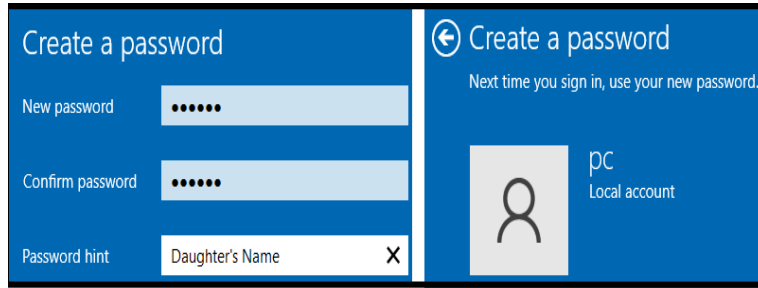 Create a password
New password ••••••
Confirm password ••••••
Password hint Daughter's Name
Create a password
Next time you sign in, use your new password.
pc
Local account